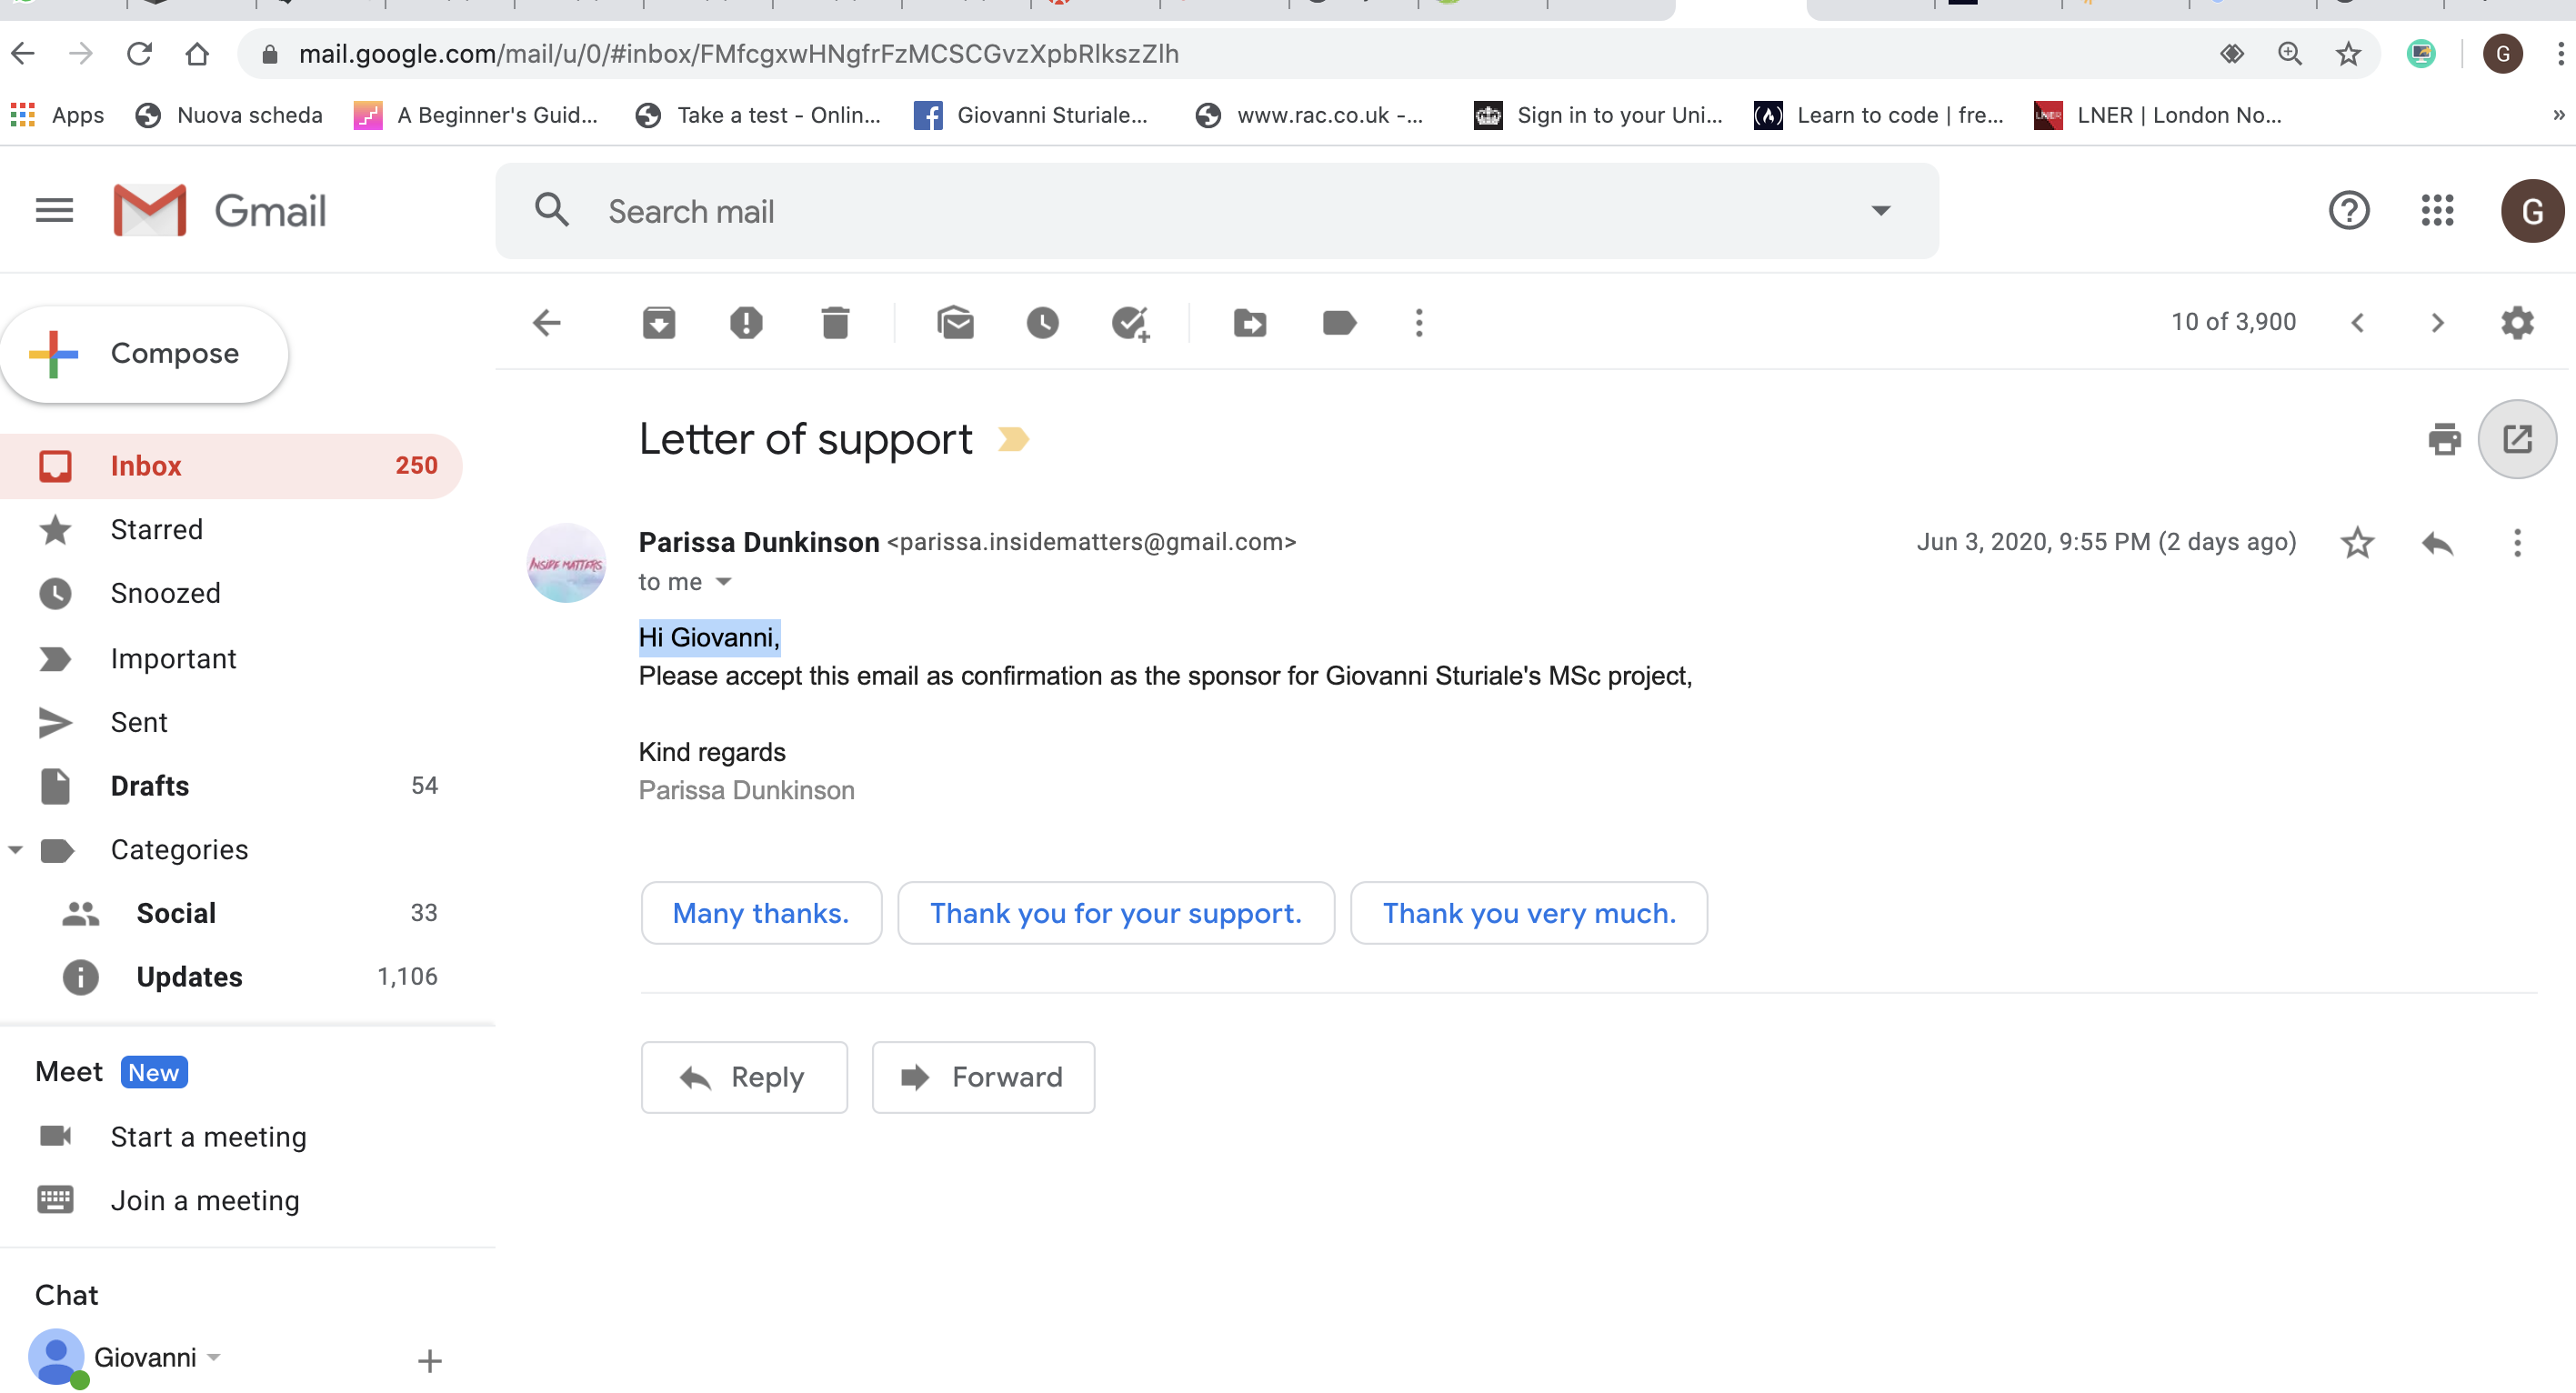 mail.google.com/mail/u/0/#inbox/FMfcgxwHNgfrFzMCSCGvzXpbRlkszZlh
G
Apps Nuova scheda A Beginner's Guid... Take a test - Onlin... Giovanni Sturiale... www.rac.co.uk -... Sign in to your Uni... Learn to code | fre... LNER LNER | London No... »
Gmail
Search mail
G
Compose
10 of 3,900
Inbox 250
Starred
Snoozed
Important
Sent
Drafts 54
Categories
Social 33
Updates 1,106
Meet New
Start a meeting
Join a meeting
Chat
Giovanni
Letter of support
INSIDE MATTERS
Parissa Dunkinson <parissa.insidematters@gmail.com>
Jun 3, 2020, 9:55 PM (2 days ago)
to me
Hi Giovanni,
Please accept this email as confirmation as the sponsor for Giovanni Sturiale's MSc project,
Kind regards
Parissa Dunkinson
Many thanks. Thank you for your support. Thank you very much.
Reply Forward